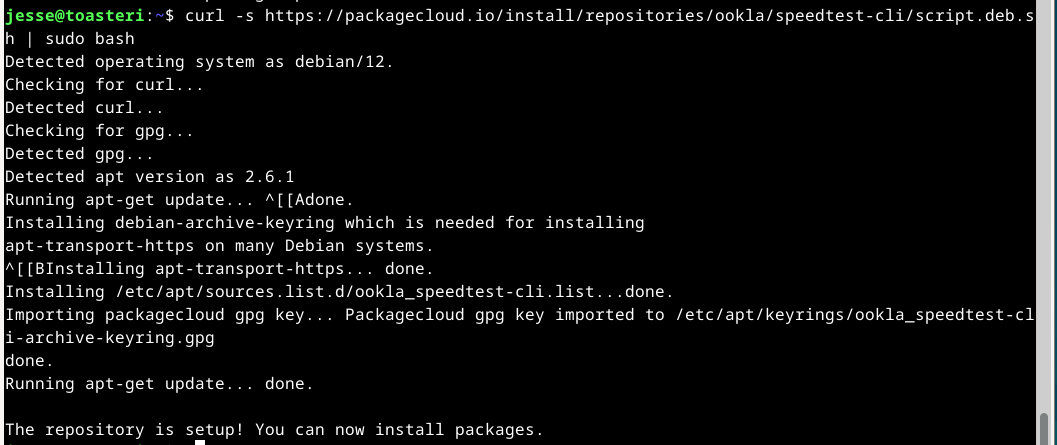 jesse@toasteri:~$ curl -s https://packagecloud.io/install/repositories/ookla/speedtest-cli/script.deb.s
h | sudo bash
Detected operating system as debian/12.
Checking for curl...
Detected curl...
Checking for gpg...
Detected gpg...
Detected apt version as 2.6.1
Running apt-get update... ^[[Adone.
Installing debian-archive-keyring which is needed for installing
apt-transport-https on many Debian systems.
^[[BInstalling apt-transport-https... done.
Installing /etc/apt/sources.list.d/ookla_speedtest-cli.list...done.
Importing packagecloud gpg key... Packagecloud gpg key imported to /etc/apt/keyrings/ookla_speedtest-cl
i-archive-keyring.gpg
done.
Running apt-get update... done.

The repository is setup! You can now install packages.